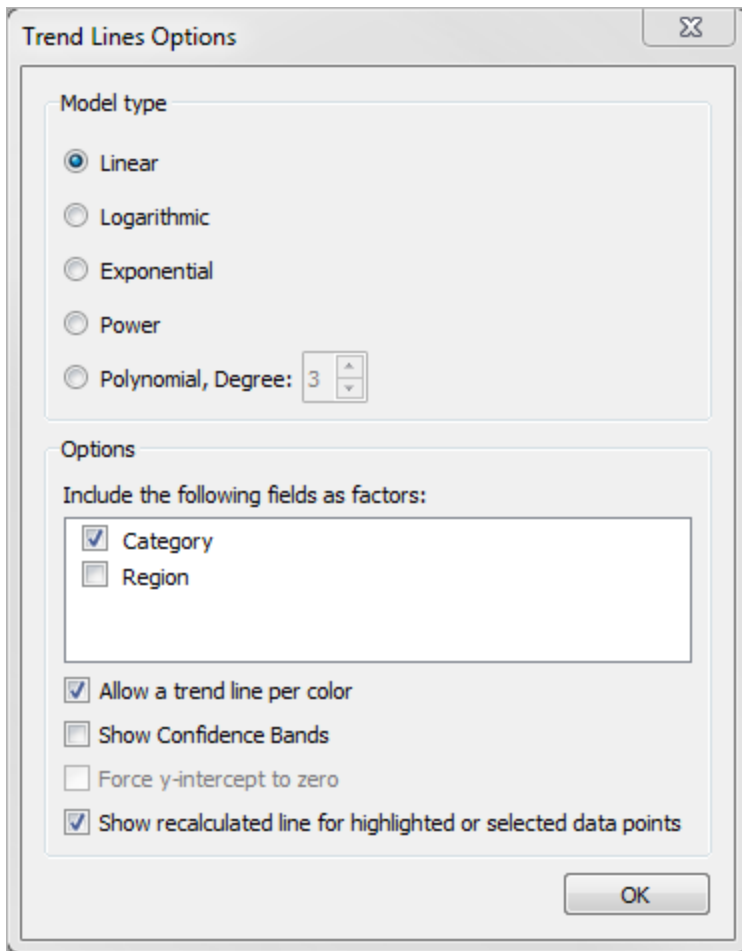 Trend Lines Options
Model type
Linear
Logarithmic
Exponential
Power
Polynomial, Degree: 3
Options
Include the following fields as factors:
Category
Region
Allow a trend line per color
Show Confidence Bands
Force y-intercept to zero
Show recalculated line for highlighted or selected data points
OK